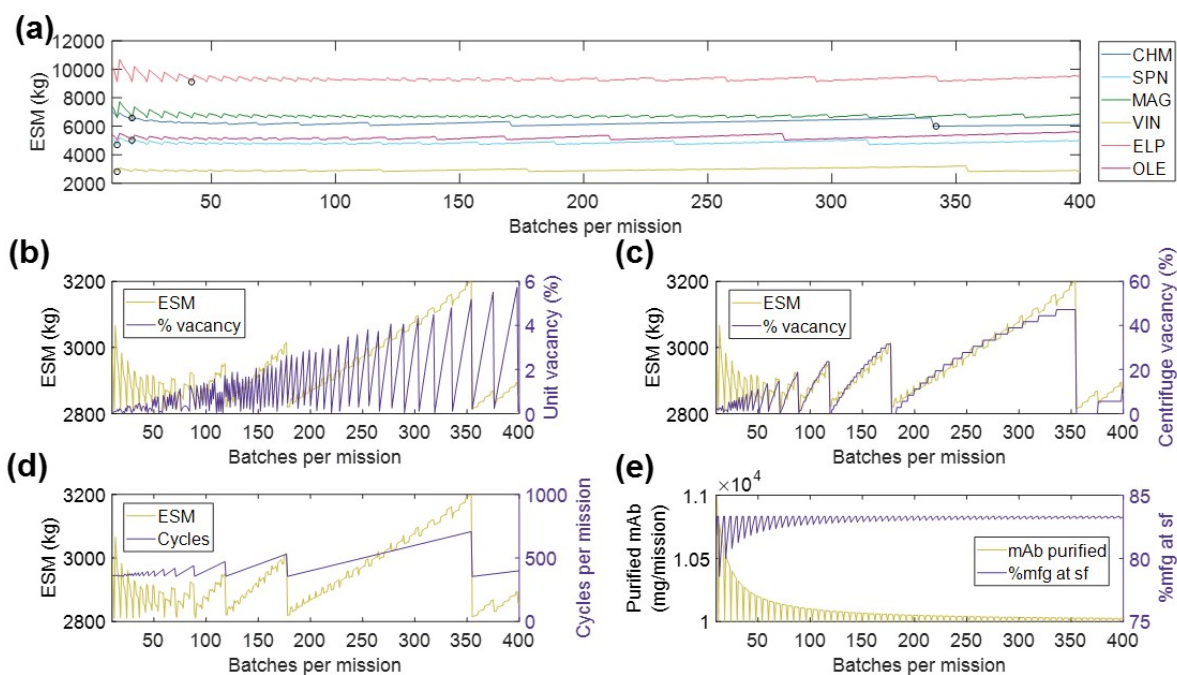 (a)
12000
10000
8000
6000
4000
2000
ESM (kg)
50 100 150 200 250 300 350 400
Batches per mission
CHM
SPN
MAG
VIN
ELP
OLE
(b)
3200
3000
2800
ESM (kg)
ESM
% vacancy
6
4
2
0
Unit vacancy (%)
50 100 150 200 250 300 350 400
Batches per mission
(c)
3200
3000
2800
ESM (kg)
ESM
% vacancy
60
40
20
0
Centrifuge vacancy (%)
50 100 150 200 250 300 350 400
Batches per mission
(d)
3200
3000
2800
ESM (kg)
ESM
Cycles
1000
500
0
Cycles per mission
50 100 150 200 250 300 350 400
Batches per mission
(e)
×10⁴
1.1
1.05
1
Purified mAb
(mg/mission)
mAb purified
%mfg at sf
85
80
75
%mfg at sf
50 100 150 200 250 300 350 400
Batches per mission